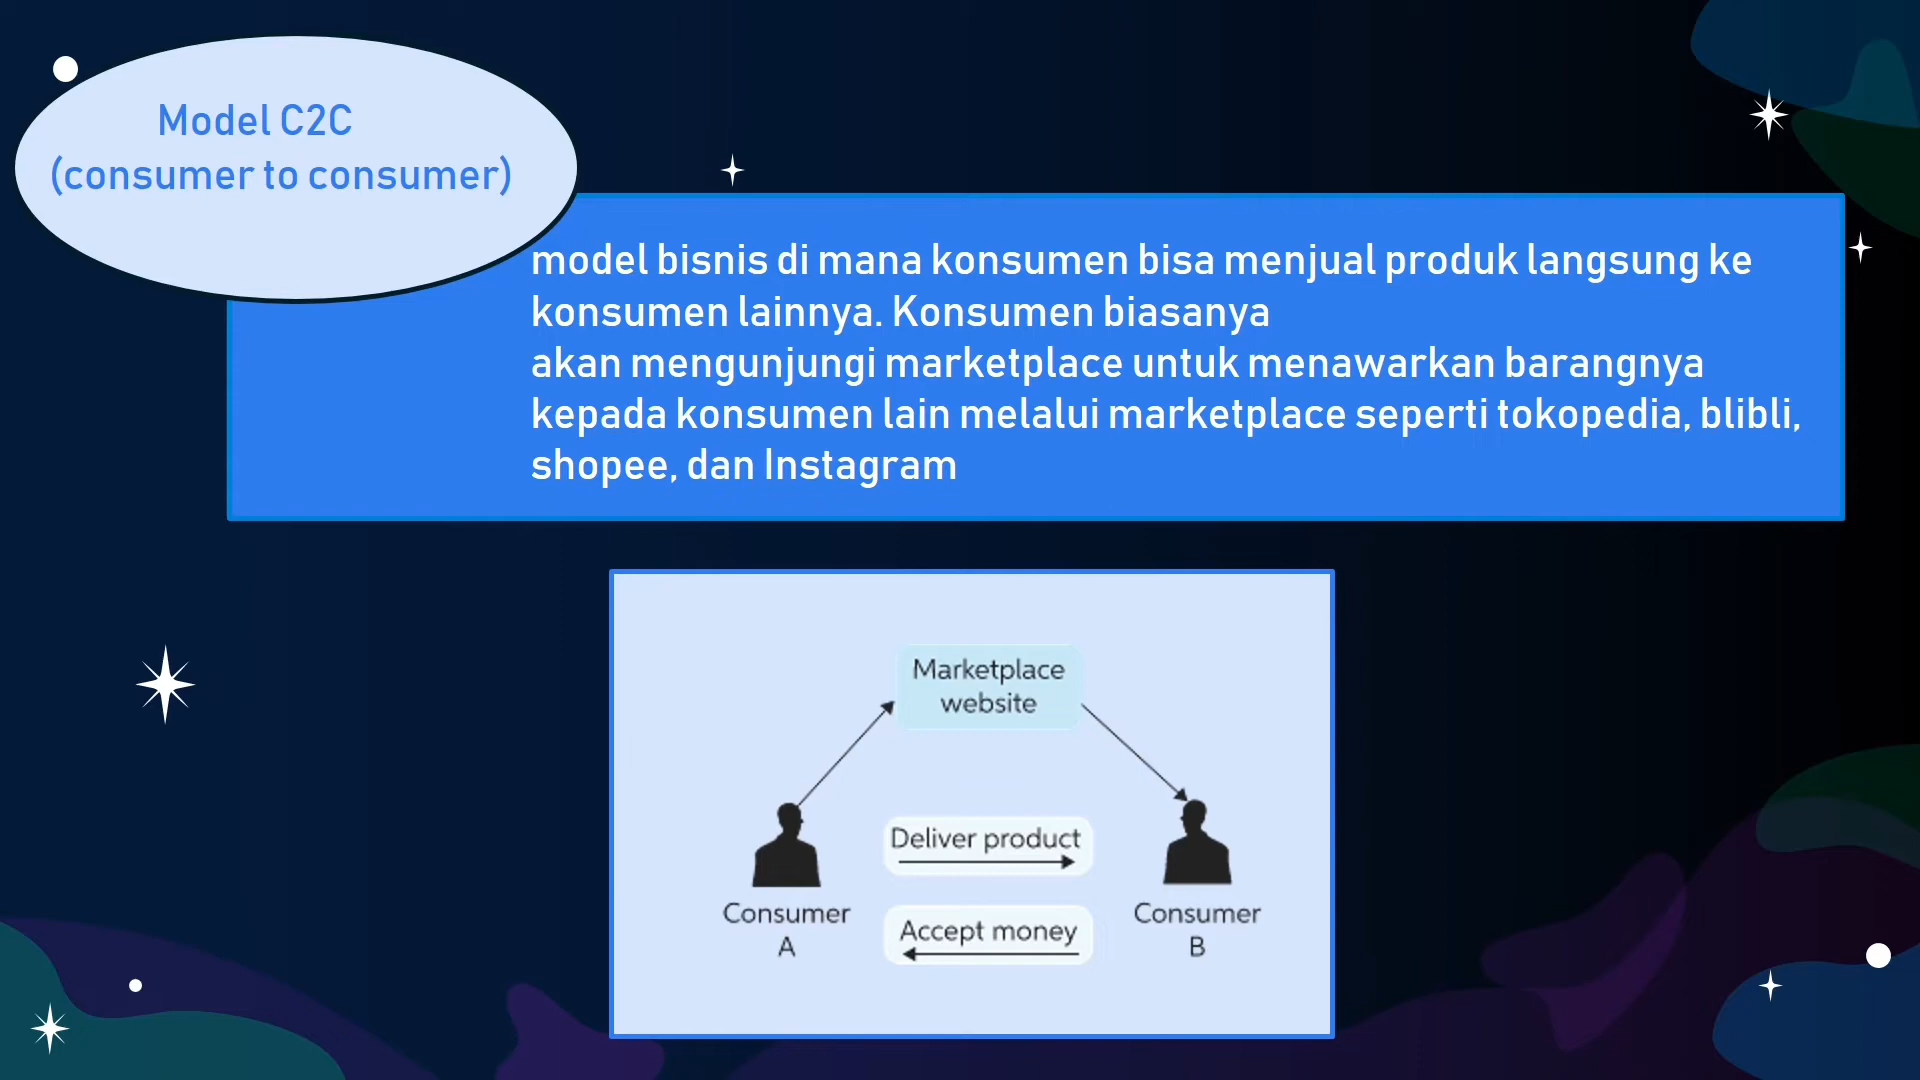 Model C2C
(consumer to consumer)
model bisnis di mana konsumen bisa menjual produk langsung ke
konsumen lainnya. Konsumen biasanya
akan mengunjungi marketplace untuk menawarkan barangnya
kepada konsumen lain melalui marketplace seperti tokopedia, blibli,
shopee, dan Instagram
Marketplace
website
Deliver product
Consumer
A
Accept money
Consumer
B